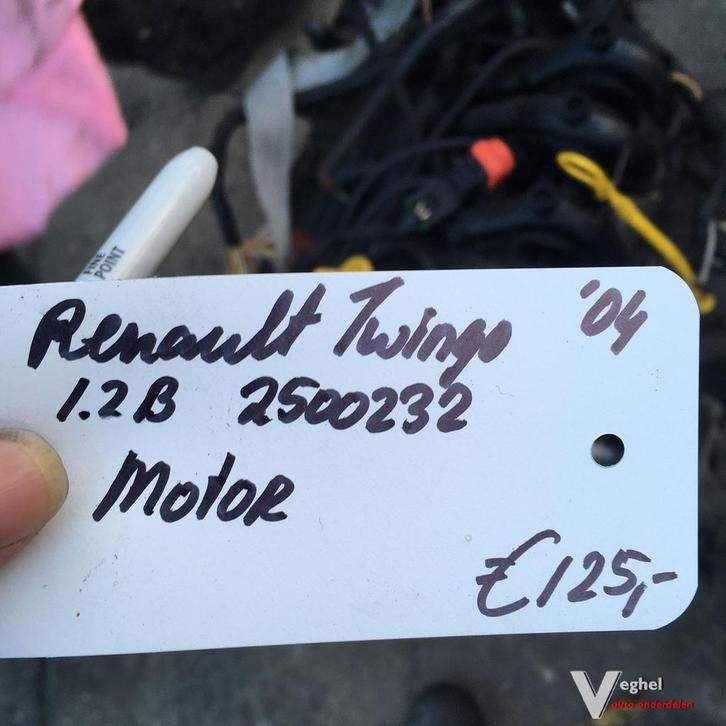 FINE
POINT
Renault Twingo '04
1.2B 2500232
Motor
€125,-
Veghel
auto onderdelen